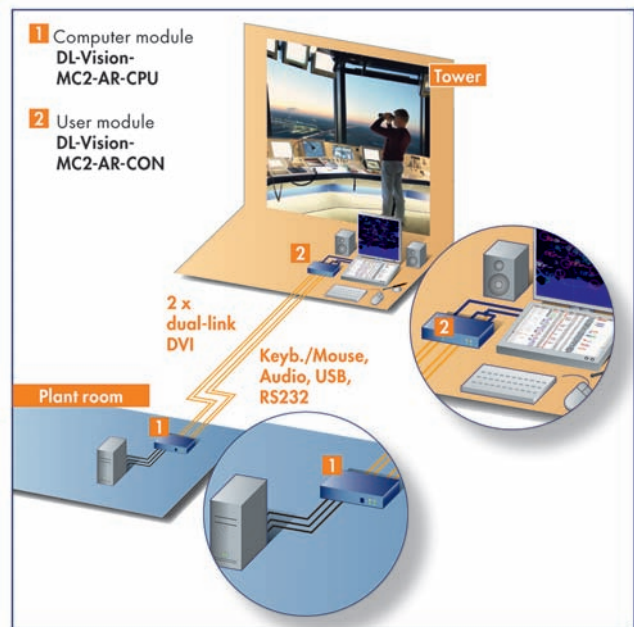 1 Computer module
DL-Vision-
MC2-AR-CPU
2 User module
DL-Vision-
MC2-AR-CON
Tower
2
2 x
dual-link
DVI
Keyb./Mouse,
Audio, USB,
RS232
2
Plant room
1
1